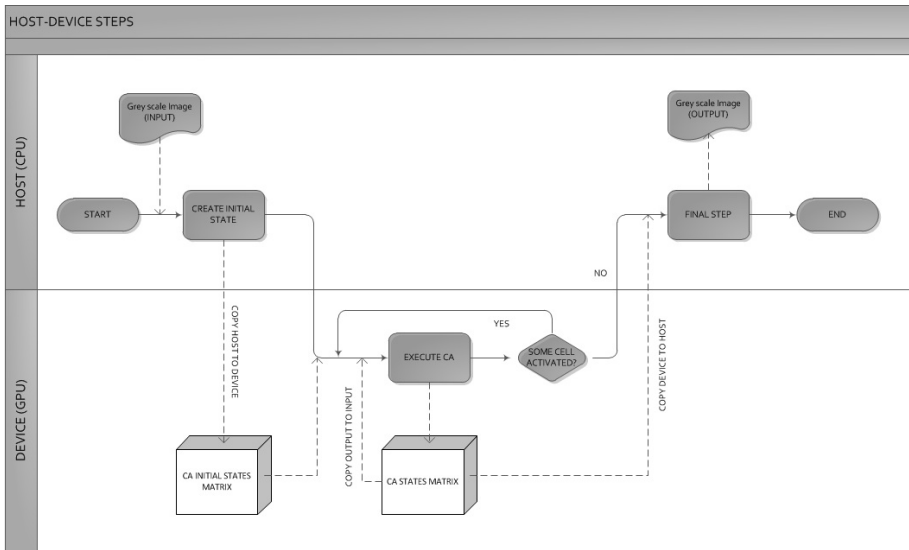 HOST-DEVICE STEPS
HOST (CPU)
Grey scale Image
(INPUT)
Grey scale Image
(OUTPUT)
START
CREATE INITIAL
STATE
FINAL STEP
END
NO
DEVICE (GPU)
COPY HOST TO DEVICE
YES
EXECUTE CA
SOME CELL
ACTIVATED?
COPY DEVICE TO HOST
COPY OUTPUT TO INPUT
CA INITIAL STATES
MATRIX
CA STATES MATRIX